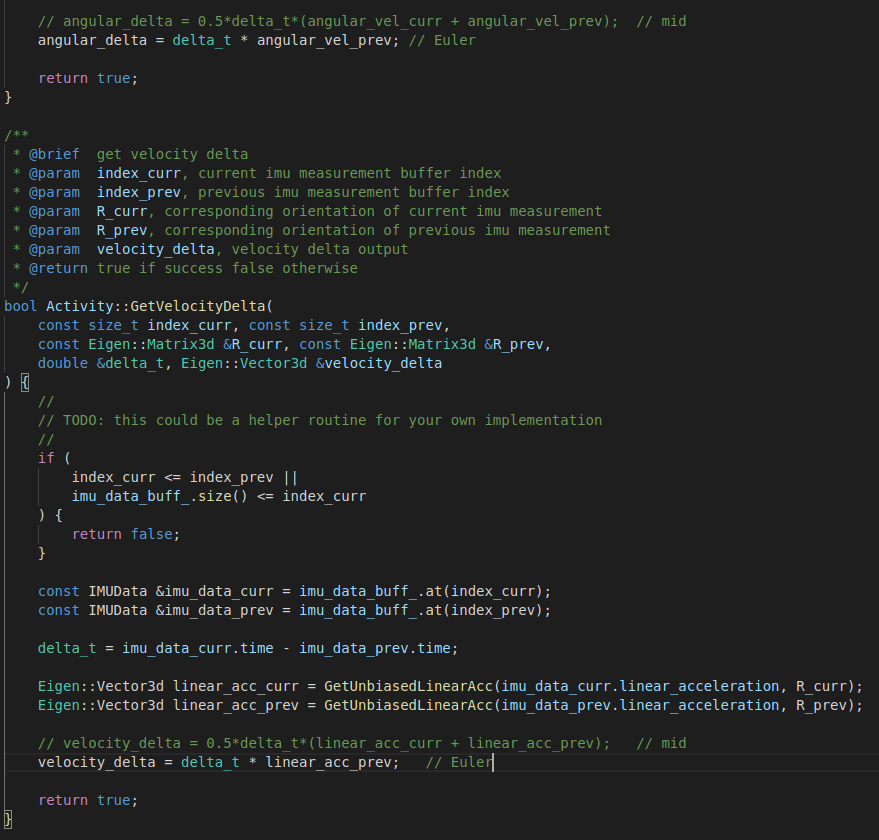 // angular_delta = 0.5*delta_t*(angular_vel_curr + angular_vel_prev);  // mid
angular_delta = delta_t * angular_vel_prev; // Euler
return true;
}
/**
 * @brief  get velocity delta
 * @param  index_curr, current imu measurement buffer index
 * @param  index_prev, previous imu measurement buffer index
 * @param  R_curr, corresponding orientation of current imu measurement
 * @param  R_prev, corresponding orientation of previous imu measurement
 * @param  velocity_delta, velocity delta output
 * @return true if success false otherwise
 */
bool Activity::GetVelocityDelta(
    const size_t index_curr, const size_t index_prev,
    const Eigen::Matrix3d &R_curr, const Eigen::Matrix3d &R_prev,
    double &delta_t, Eigen::Vector3d &velocity_delta
) {
    //
    // TODO: this could be a helper routine for your own implementation
    //
    if (
        index_curr <= index_prev ||
        imu_data_buff_.size() <= index_curr
    ) {
        return false;
    }
    const IMUData &imu_data_curr = imu_data_buff_.at(index_curr);
    const IMUData &imu_data_prev = imu_data_buff_.at(index_prev);
    delta_t = imu_data_curr.time - imu_data_prev.time;
    Eigen::Vector3d linear_acc_curr = GetUnbiasedLinearAcc(imu_data_curr.linear_acceleration, R_curr);
    Eigen::Vector3d linear_acc_prev = GetUnbiasedLinearAcc(imu_data_prev.linear_acceleration, R_prev);
    // velocity_delta = 0.5*delta_t*(linear_acc_curr + linear_acc_prev);   // mid
    velocity_delta = delta_t * linear_acc_prev;   // Euler
    return true;
}